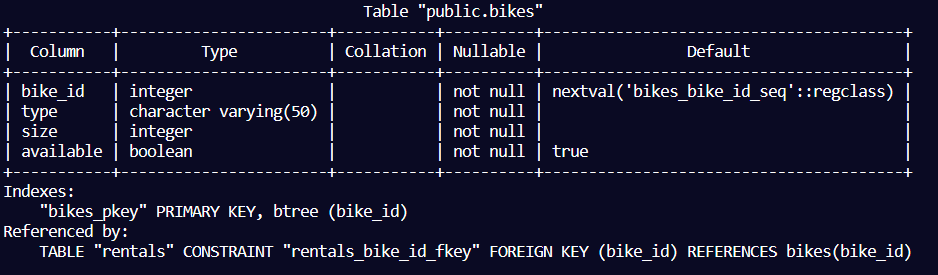 Table "public.bikes"
+-----------+-----------------------+-----------+----------+----------------------------------------+
|  Column   |         Type          | Collation | Nullable |                Default                 |
+-----------+-----------------------+-----------+----------+----------------------------------------+
| bike_id   | integer               |           | not null | nextval('bikes_bike_id_seq'::regclass) |
| type      | character varying(50) |           | not null |                                        |
| size      | integer               |           | not null |                                        |
| available | boolean               |           | not null | true                                   |
+-----------+-----------------------+-----------+----------+----------------------------------------+
Indexes:
    "bikes_pkey" PRIMARY KEY, btree (bike_id)
Referenced by:
    TABLE "rentals" CONSTRAINT "rentals_bike_id_fkey" FOREIGN KEY (bike_id) REFERENCES bikes(bike_id)